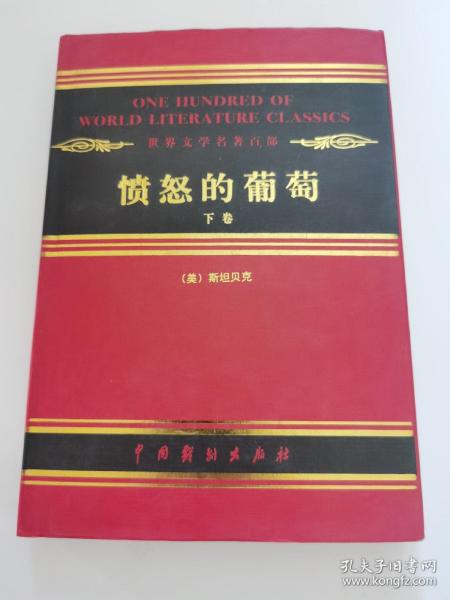 ONE HUNDRED OF
WORLD LITERATURE CLASSICS
世界文学名著百部
愤怒的葡萄
下卷
(美) 斯坦贝克
中国戏剧出版社
孔夫子旧书网
www.kongfz.com